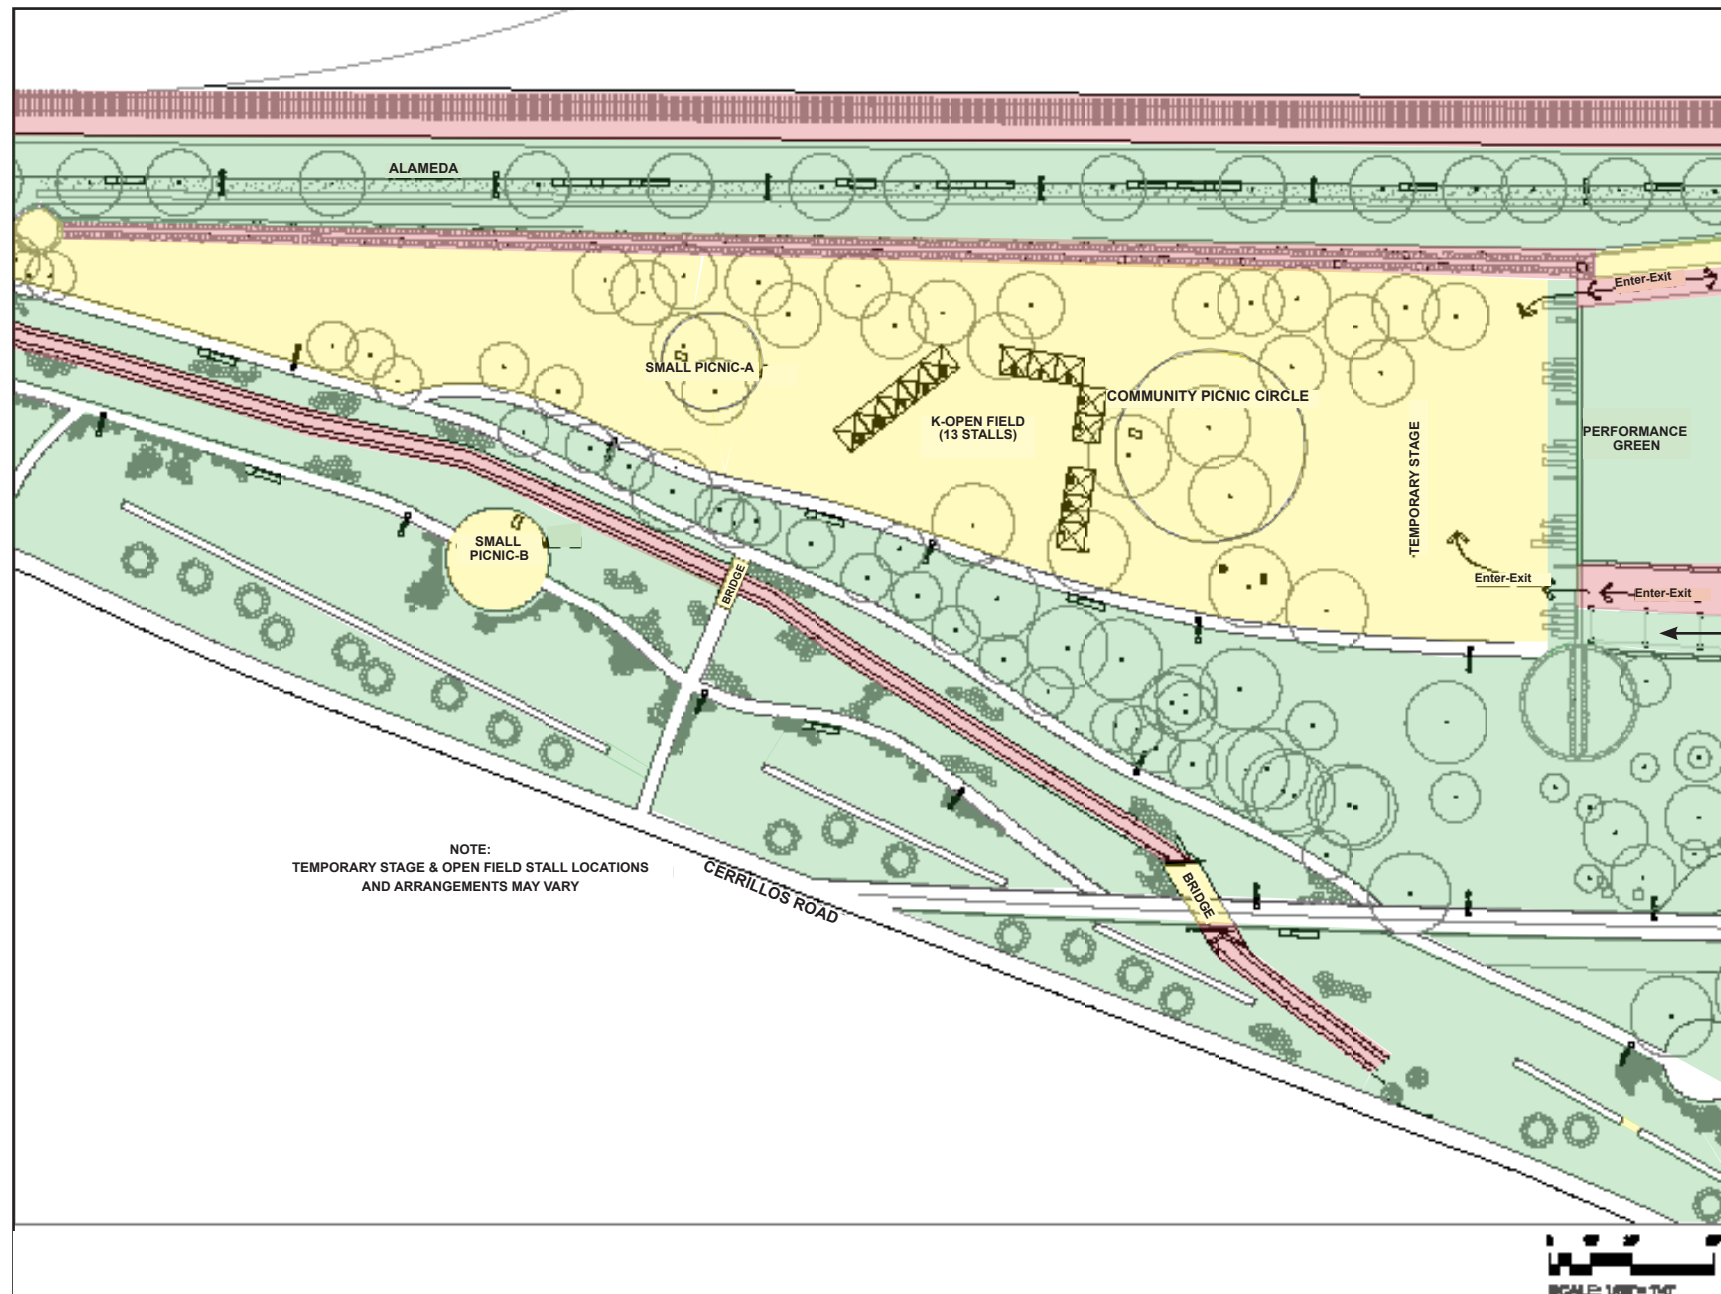 ALAMEDA
Enter-Exit
SMALL PICNIC-A
COMMUNITY PICNIC CIRCLE
K-OPEN FIELD
(13 STALLS)
TEMPORARY STAGE
PERFORMANCE
GREEN
SMALL
PICNIC-B
BRIDGE
Enter-Exit
Enter-Exit
NOTE:
TEMPORARY STAGE & OPEN FIELD STALL LOCATIONS
AND ARRANGEMENTS MAY VARY
CERRILLOS ROAD
BRIDGE